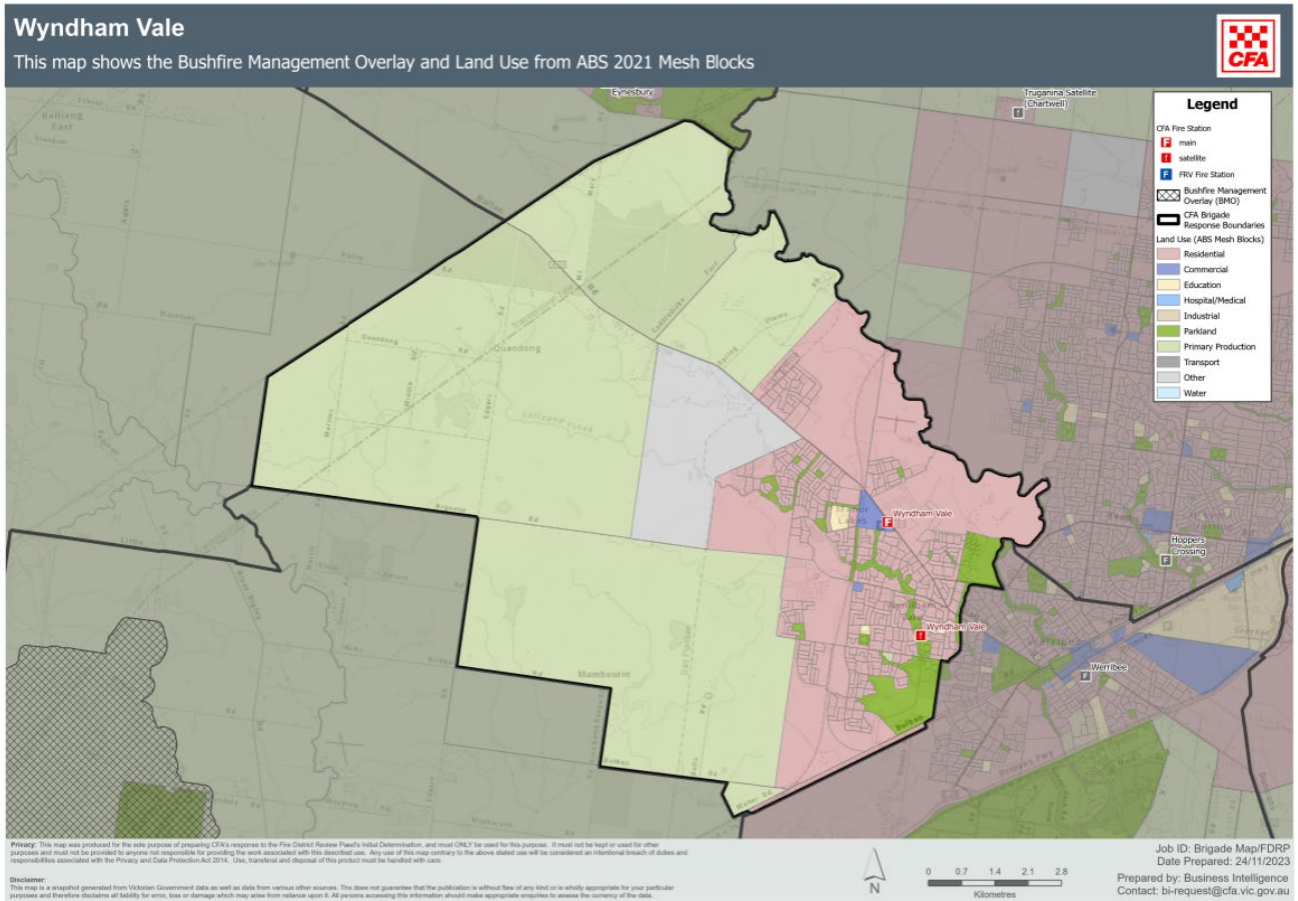 Wyndham Vale
This map shows the Bushfire Management Overlay and Land Use from ABS 2021 Mesh Blocks
CFA
Eynesbury
Truganina Satellite
(Chartwell)
Balliang
East
Quandong
Lollypop Creek
Wyndham Vale
Hoppers
Crossing
Wyndham Vale
Werribee
Mambourin
Bulban
Princes Fwy
Legend
CFA Fire Station
F main
f satellite
F FRV Fire Station
Bushfire Management
Overlay (BMO)
CFA Brigade
Response Boundaries
Land Use (ABS Mesh Blocks)
Residential
Commercial
Education
Hospital/Medical
Industrial
Parkland
Primary Production
Transport
Other
Water
Privacy: This map was produced for the sole purpose of preparing CFA's response to the Fire District Review Panel's Initial Determination, and must ONLY be used for this purpose. It must not be kept or used for other
purposes and must not be provided to anyone not responsible for providing the work associated with this described use. Any use of this map contrary to the above stated use will be considered an intentional breach of duties and
responsibilities associated with the Privacy and Data Protection Act 2014. Use, transferal and disposal of this product must be handled with care.
Disclaimer:
This map is a snapshot generated from Victorian Government data as well as data from various other sources. The does not guarantee that the publication is without flaw of any kind or is wholly appropriate for your particular
purposes and therefore disclaims all liability for error, loss or damage which may arise from reliance upon it. All persons accessing this information should make appropriate enquiries to assess the currency of the data.
N
0 0.7 1.4 2.1 2.8
Kilometres
Job ID: Brigade Map/FDRP
Date Prepared: 24/11/2023
Prepared by: Business Intelligence
Contact: bi-request@cfa.vic.gov.au